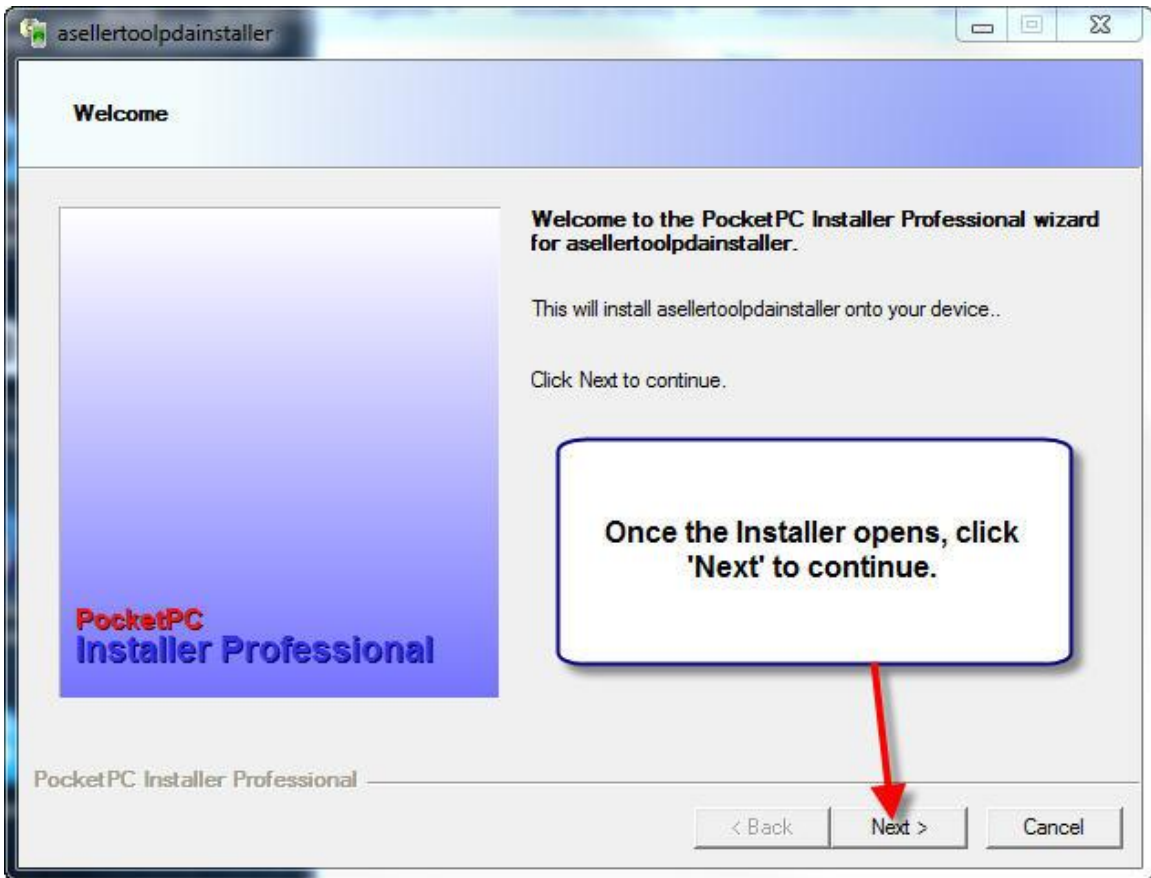 asellertoolpdainstaller
Welcome
Welcome to the PocketPC Installer Professional wizard
for asellertoolpdainstaller.
This will install asellertoolpdainstaller onto your device..
Click Next to continue.
Once the Installer opens, click
'Next' to continue.
PocketPC
Installer Professional
PocketPC Installer Professional
< Back
Next >
Cancel